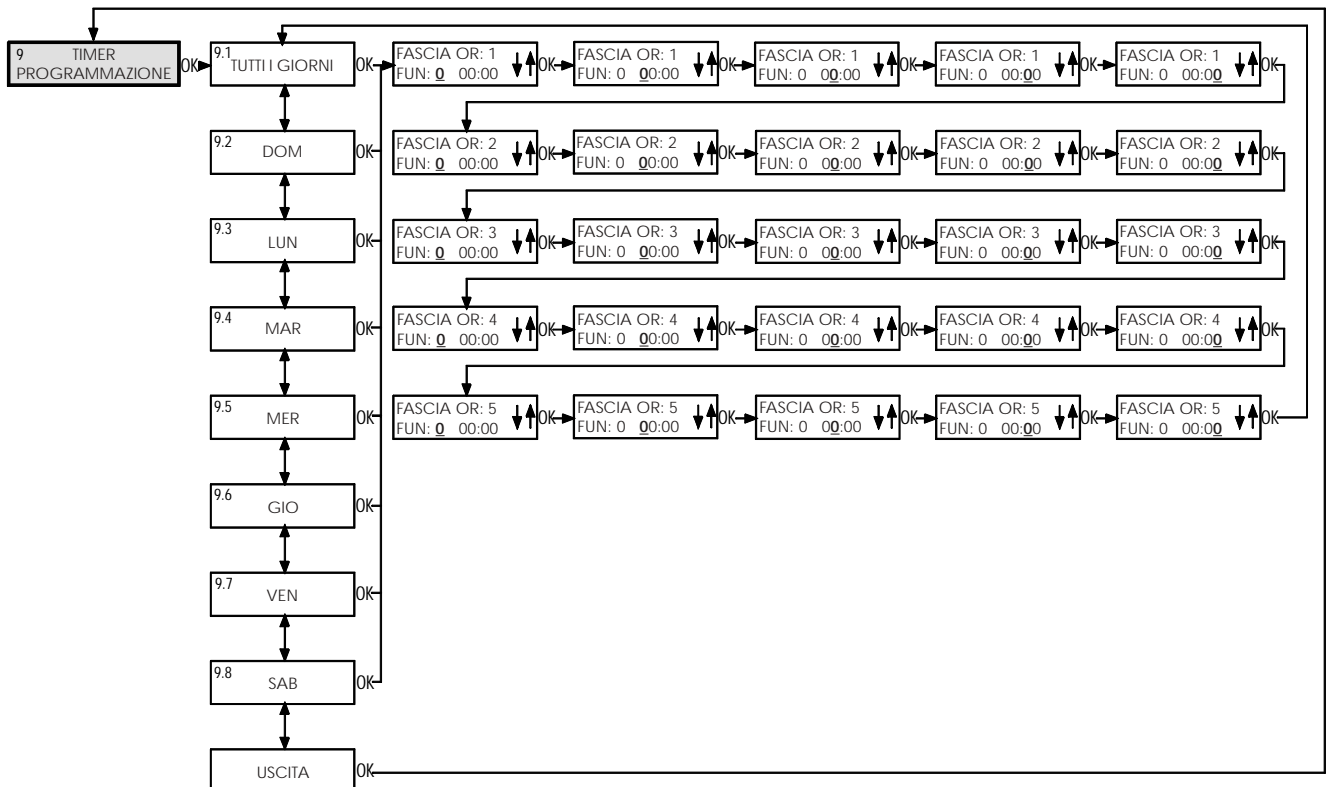 9 TIMER
PROGRAMMAZIONE
OK
9.1
TUTTI I GIORNI
OK
FASCIA OR: 1
FUN: 0 00:00
OK
FASCIA OR: 1
FUN: 0 00:00
OK
FASCIA OR: 1
FUN: 0 00:00
OK
FASCIA OR: 1
FUN: 0 00:00
OK
FASCIA OR: 1
FUN: 0 00:00
OK
9.2
DOM
OK
FASCIA OR: 2
FUN: 0 00:00
OK
FASCIA OR: 2
FUN: 0 00:00
OK
FASCIA OR: 2
FUN: 0 00:00
OK
FASCIA OR: 2
FUN: 0 00:00
OK
FASCIA OR: 2
FUN: 0 00:00
OK
9.3
LUN
OK
FASCIA OR: 3
FUN: 0 00:00
OK
FASCIA OR: 3
FUN: 0 00:00
OK
FASCIA OR: 3
FUN: 0 00:00
OK
FASCIA OR: 3
FUN: 0 00:00
OK
FASCIA OR: 3
FUN: 0 00:00
OK
9.4
MAR
OK
FASCIA OR: 4
FUN: 0 00:00
OK
FASCIA OR: 4
FUN: 0 00:00
OK
FASCIA OR: 4
FUN: 0 00:00
OK
FASCIA OR: 4
FUN: 0 00:00
OK
FASCIA OR: 4
FUN: 0 00:00
OK
9.5
MER
OK
FASCIA OR: 5
FUN: 0 00:00
OK
FASCIA OR: 5
FUN: 0 00:00
OK
FASCIA OR: 5
FUN: 0 00:00
OK
FASCIA OR: 5
FUN: 0 00:00
OK
FASCIA OR: 5
FUN: 0 00:00
OK
9.6
GIO
OK
9.7
VEN
OK
9.8
SAB
OK
USCITA
OK